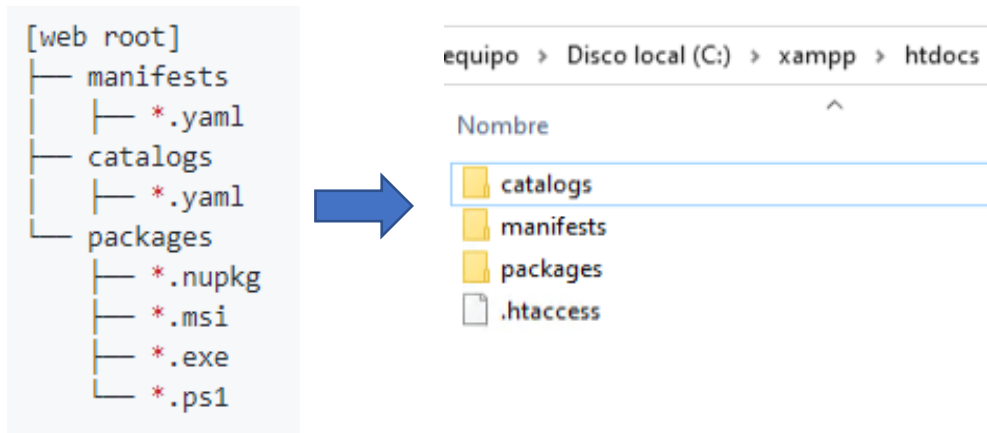 [web root]
├── manifests
│   ├── *.yaml
├── catalogs
│   ├── *.yaml
└── packages
    ├── *.nupkg
    ├── *.msi
    ├── *.exe
    └── *.ps1
equipo > Disco local (C:) > xampp > htdocs
Nombre
catalogs
manifests
packages
.htaccess